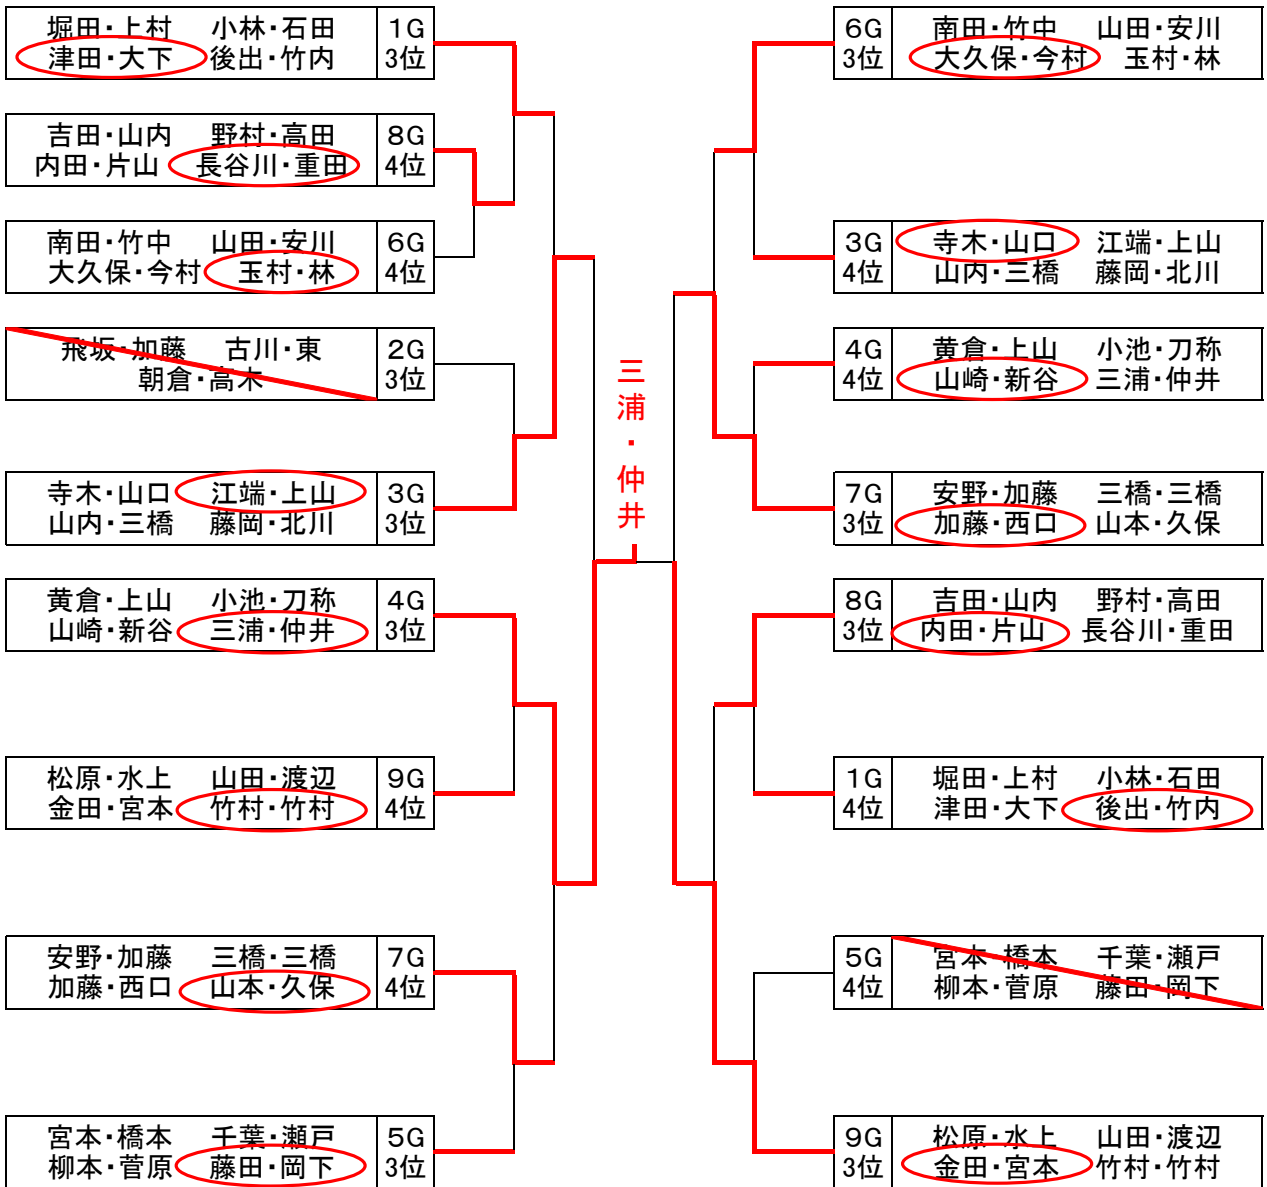 堀田・上村 小林・石田 1G
津田・大下 後出・竹内 3位
吉田・山内 野村・高田 8G
内田・片山 長谷川・重田 4位
南田・竹中 山田・安川 6G
大久保・今村 玉村・林 4位
飛坂・加藤 古川・東 2G
朝倉・高木 3位
寺木・山口 江端・上山 3G
山内・三橋 藤岡・北川 3位
黄倉・上山 小池・刀称 4G
山崎・新谷 三浦・仲井 3位
松原・水上 山田・渡辺 9G
金田・宮本 竹村・竹村 4位
安野・加藤 三橋・三橋 7G
加藤・西口 山本・久保 4位
宮本・橋本 千葉・瀬戸 5G
柳本・菅原 藤田・岡下 3位
三浦・仲井
6G 南田・竹中 山田・安川
3位 大久保・今村 玉村・林
3G 寺木・山口 江端・上山
4位 山内・三橋 藤岡・北川
4G 黄倉・上山 小池・刀称
4位 山崎・新谷 三浦・仲井
7G 安野・加藤 三橋・三橋
3位 加藤・西口 山本・久保
8G 吉田・山内 野村・高田
3位 内田・片山 長谷川・重田
1G 堀田・上村 小林・石田
4位 津田・大下 後出・竹内
5G 宮本・橋本 千葉・瀬戸
4位 柳本・菅原 藤田・岡下
9G 松原・水上 山田・渡辺
3位 金田・宮本 竹村・竹村